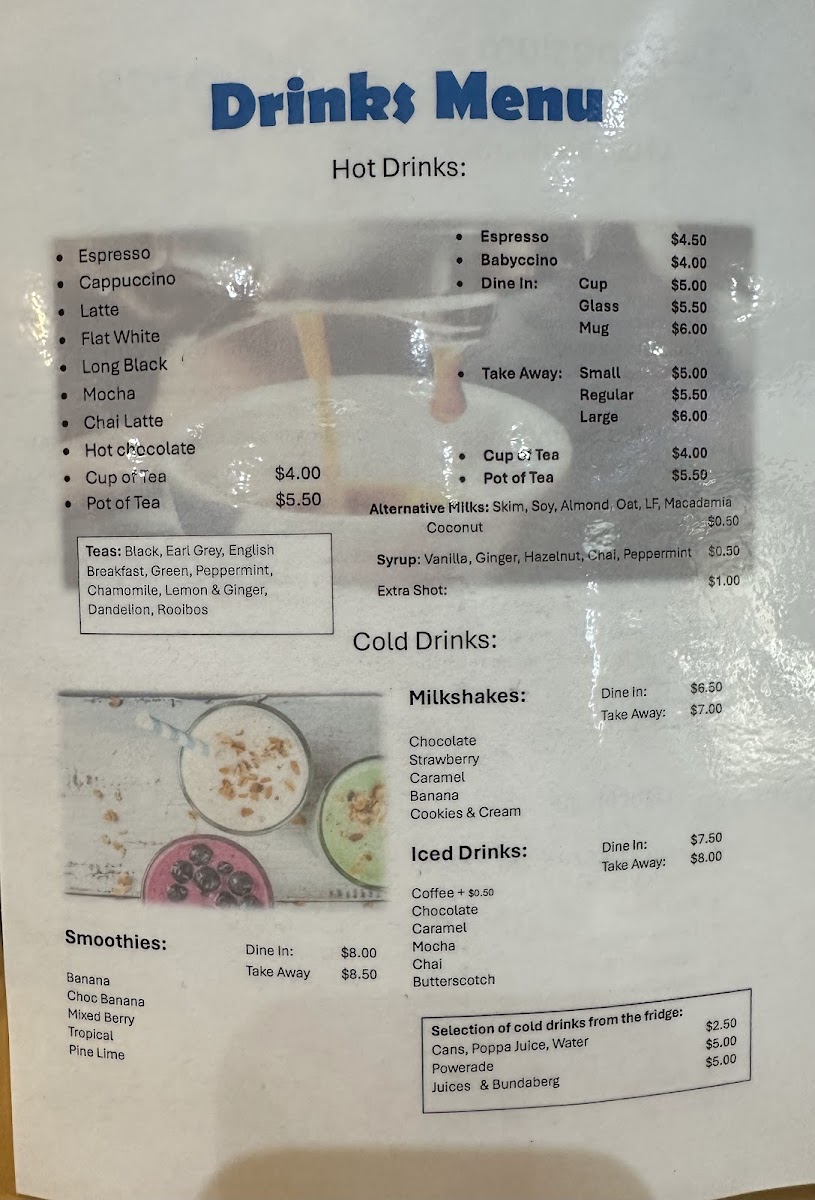 Drinks Menu
Hot Drinks:
• Espresso
• Cappuccino
• Latte
• Flat White
• Long Black
• Mocha
• Chai Latte
• Hot chocolate
• Cup of Tea $4.00
• Pot of Tea $5.50
Teas: Black, Earl Grey, English
Breakfast, Green, Peppermint,
Chamomile, Lemon & Ginger,
Dandelion, Rooibos
• Espresso $4.50
• Babyccino $4.00
• Dine In: Cup $5.00
Glass $5.50
Mug $6.00
• Take Away: Small $5.00
Regular $5.50
Large $6.00
• Cup of Tea $4.00
• Pot of Tea $5.50
Alternative Milks: Skim, Soy, Almond, Oat, LF, Macadamia
Coconut $0.50
Syrup: Vanilla, Ginger, Hazelnut, Chai, Peppermint $0.50
Extra Shot: $1.00
Cold Drinks:
Milkshakes: Dine In: $6.50
Take Away: $7.00
Chocolate
Strawberry
Caramel
Banana
Cookies & Cream
Iced Drinks: Dine In: $7.50
Take Away: $8.00
Coffee + $0.50
Chocolate
Caramel
Mocha
Chai
Butterscotch
Smoothies: Dine In: $8.00
Take Away $8.50
Banana
Choc Banana
Mixed Berry
Tropical
Pine Lime
Selection of cold drinks from the fridge:
Cans, Poppa Juice, Water $2.50
Powerade $5.00
Juices & Bundaberg $5.00